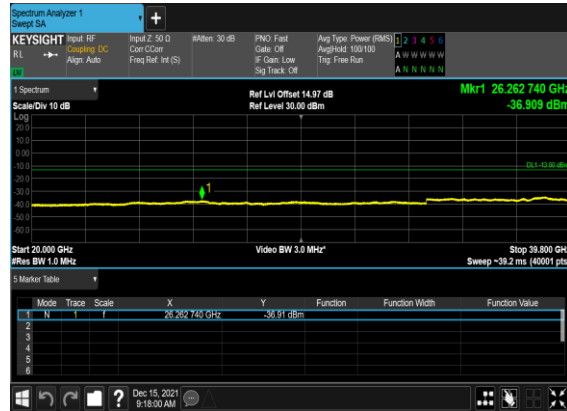 Spectrum Analyzer 1
Swept SA
+
KEYSIGHT Input: RF Input Z: 50 Ω #Atten: 30 dB PNO: Fast Avg Type: Power (RMS) 1 2 3 4 5 6
RL Coupling: DC Corr CCorr Gate: Off Avg|Hold: 100/100 A W W W W W
Align: Auto Freq Ref: Int (S) IF Gain: Low Trig: Free Run
Sig Track: Off A N N N N N
1 Spectrum Ref Lvl Offset 14.97 dB Mkr1 26.262 740 GHz
Scale/Div 10 dB Ref Level 30.00 dBm -36.909 dBm
Log
20.0
10.0
0.00
-10.0
DL1 -13.00 dBm
-20.0
-30.0
1
-40.0
-50.0
-60.0
Start 20.000 GHz Video BW 3.0 MHz* Stop 39.800 GHz
#Res BW 1.0 MHz Sweep ~39.2 ms (40001 pts
5 Marker Table
Mode Trace Scale X Y Function Function Width Function Value
1 N 1 f 26.262 740 GHz -36.91 dBm
2
3
4
5
6
? Dec 15, 2021
9:18:00 AM